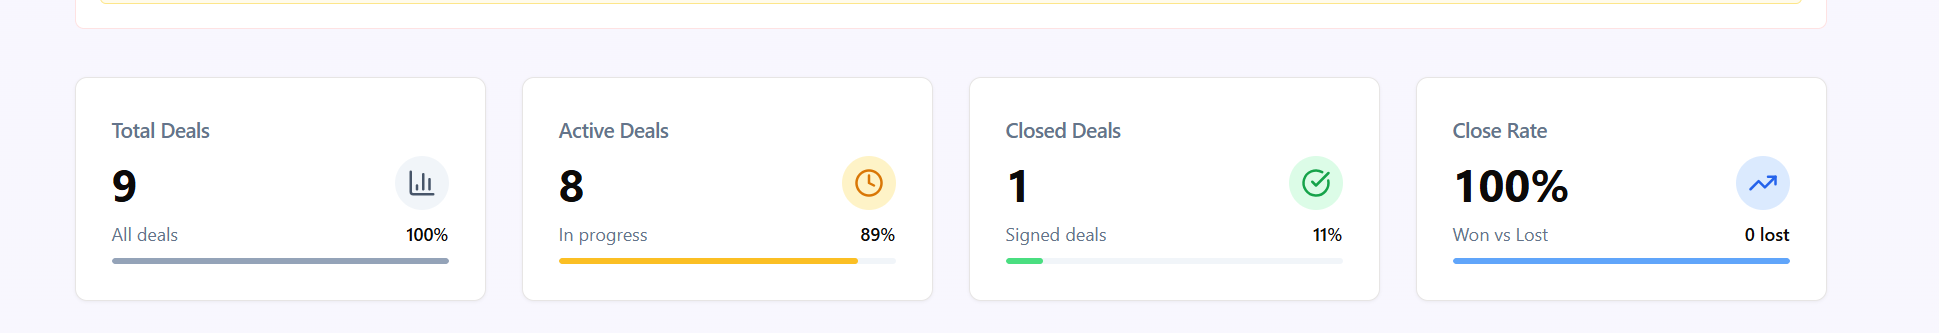 Total Deals
9
All deals 100%
Active Deals
8
In progress 89%
Closed Deals
1
Signed deals 11%
Close Rate
100%
Won vs Lost 0 lost